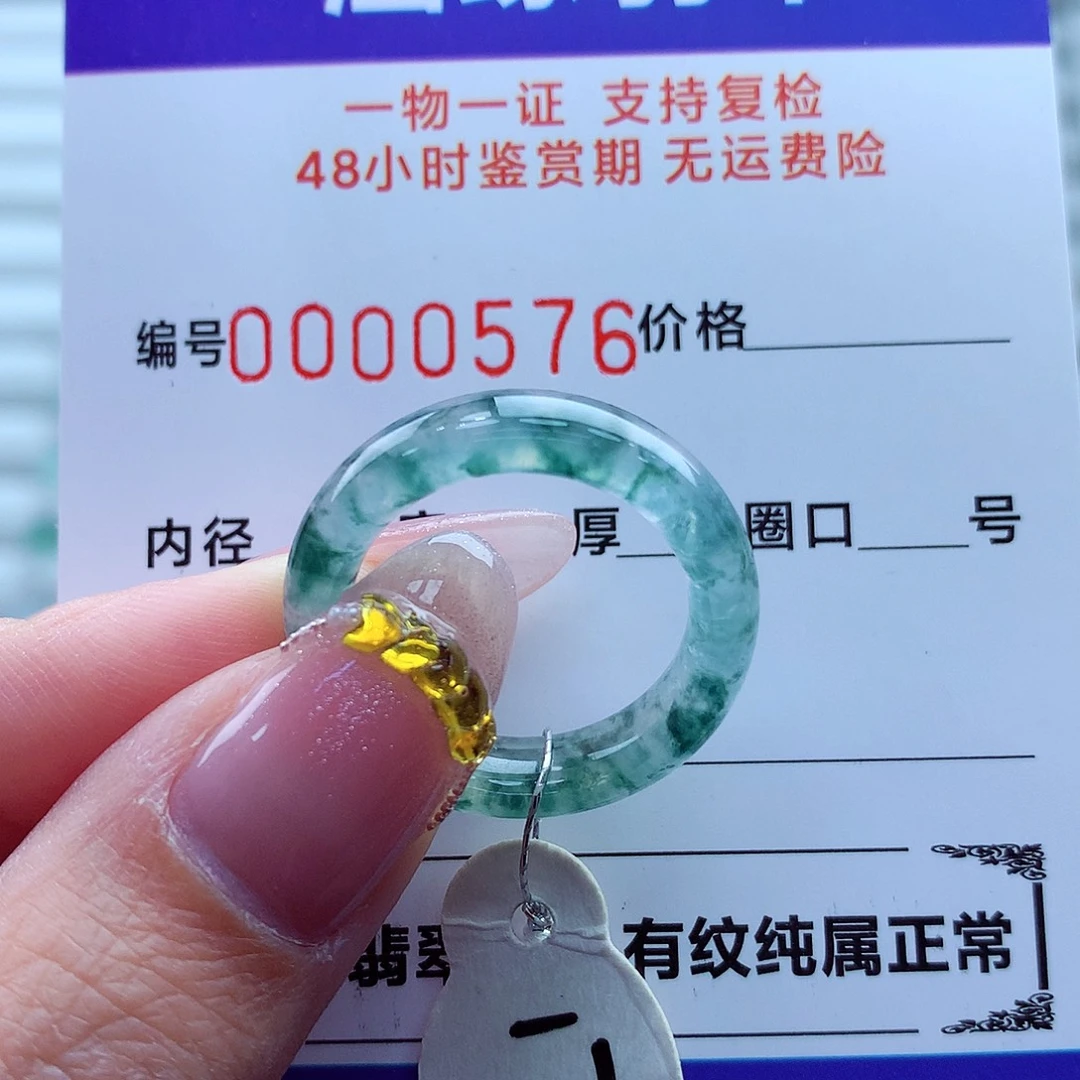 一物一证 支持复检
48小时鉴赏期 无运费险
编号0000576价格
内径 厚 圈口 号
翡翠 有纹纯属正常